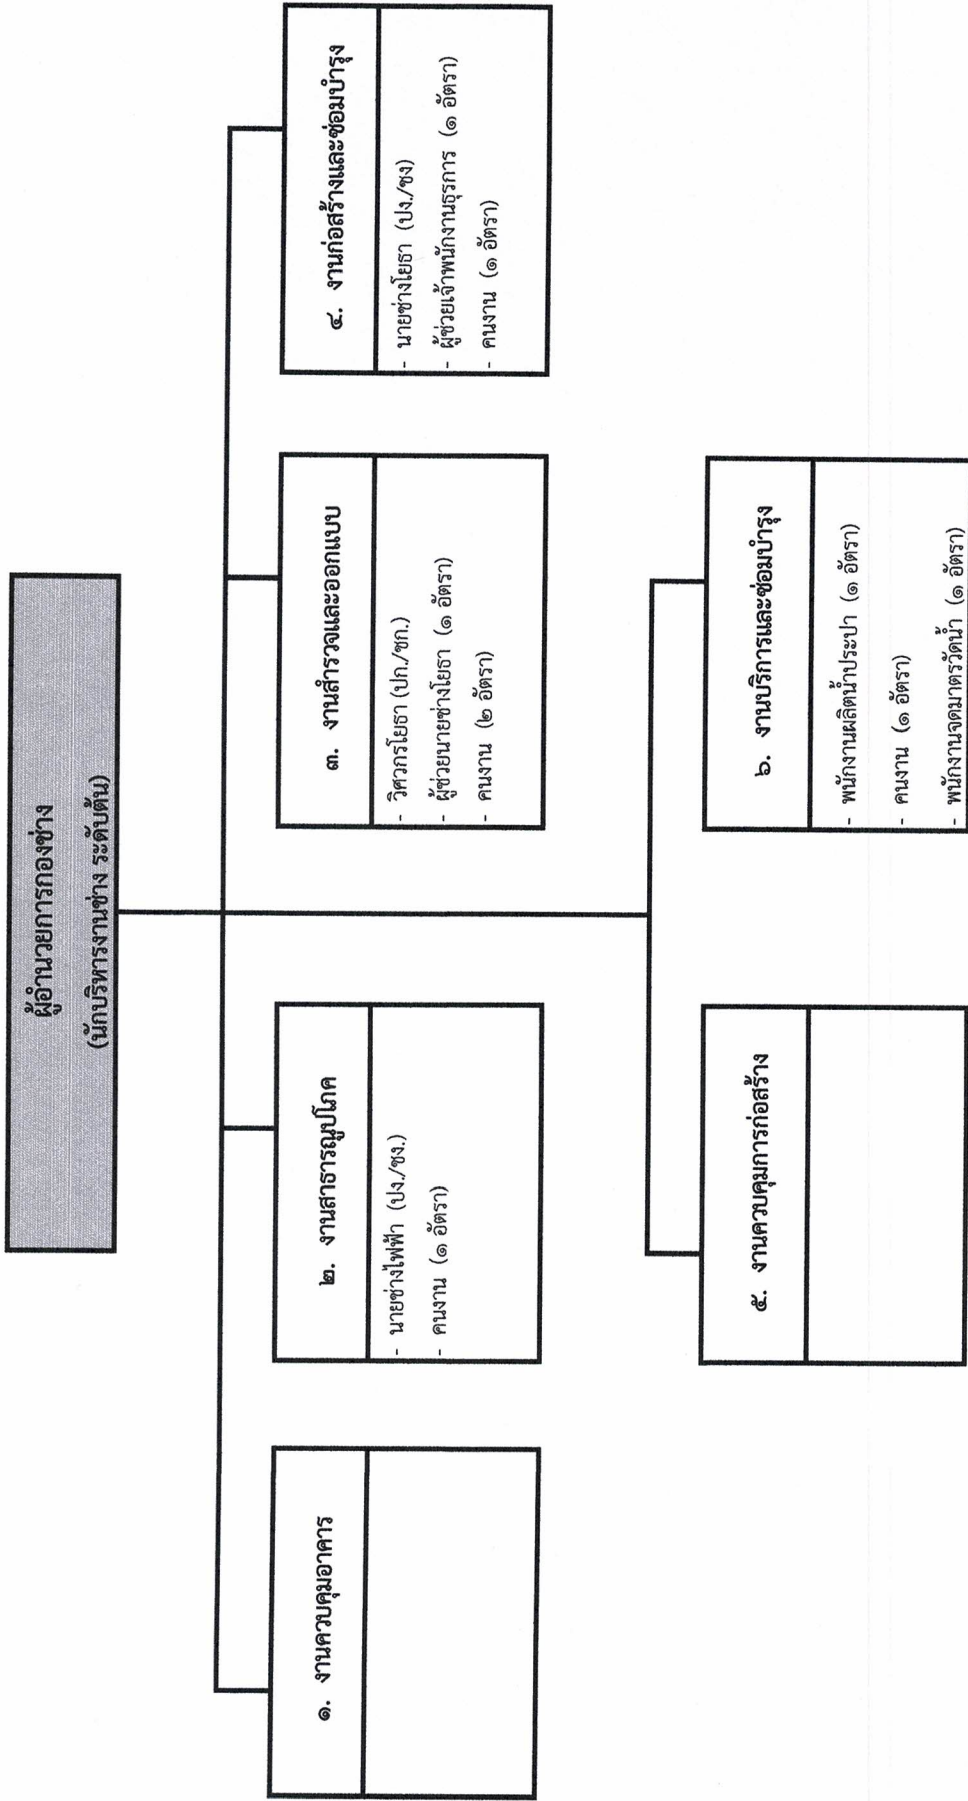 ผู้อำนวยการกองช่าง
(นักบริหารงานช่าง ระดับต้น)
๑. งานควบคุมอาคาร
๒. งานสาธารณูปโภค
- นายช่างไฟฟ้า (ปง./ชง.)
- คนงาน (๑ อัตรา)
๓. งานสำรวจและออกแบบ
- วิศวกรโยธา (ปก./ชก.)
- ผู้ช่วยนายช่างโยธา (๑ อัตรา)
- คนงาน (๒ อัตรา)
๔. งานก่อสร้างและซ่อมบำรุง
- นายช่างโยธา (ปง./ชง)
- ผู้ช่วยเจ้าพนักงานธุรการ (๑ อัตรา)
- คนงาน (๑ อัตรา)
๕. งานควบคุมการก่อสร้าง
๖. งานบริการและซ่อมบำรุง
- พนักงานผลิตน้ำประปา (๑ อัตรา)
- คนงาน (๑ อัตรา)
- พนักงานจดมาตรวัดน้ำ (๑ อัตรา)